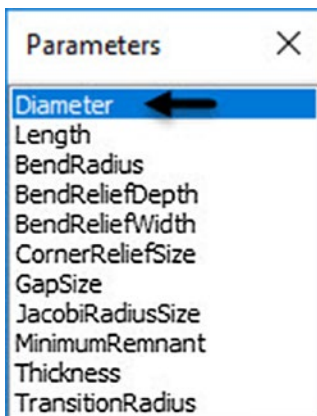 Parameters
Diameter
Length
BendRadius
BendReliefDepth
BendReliefWidth
CornerReliefSize
GapSize
JacobiRadiusSize
MinimumRemnant
Thickness
TransitionRadius